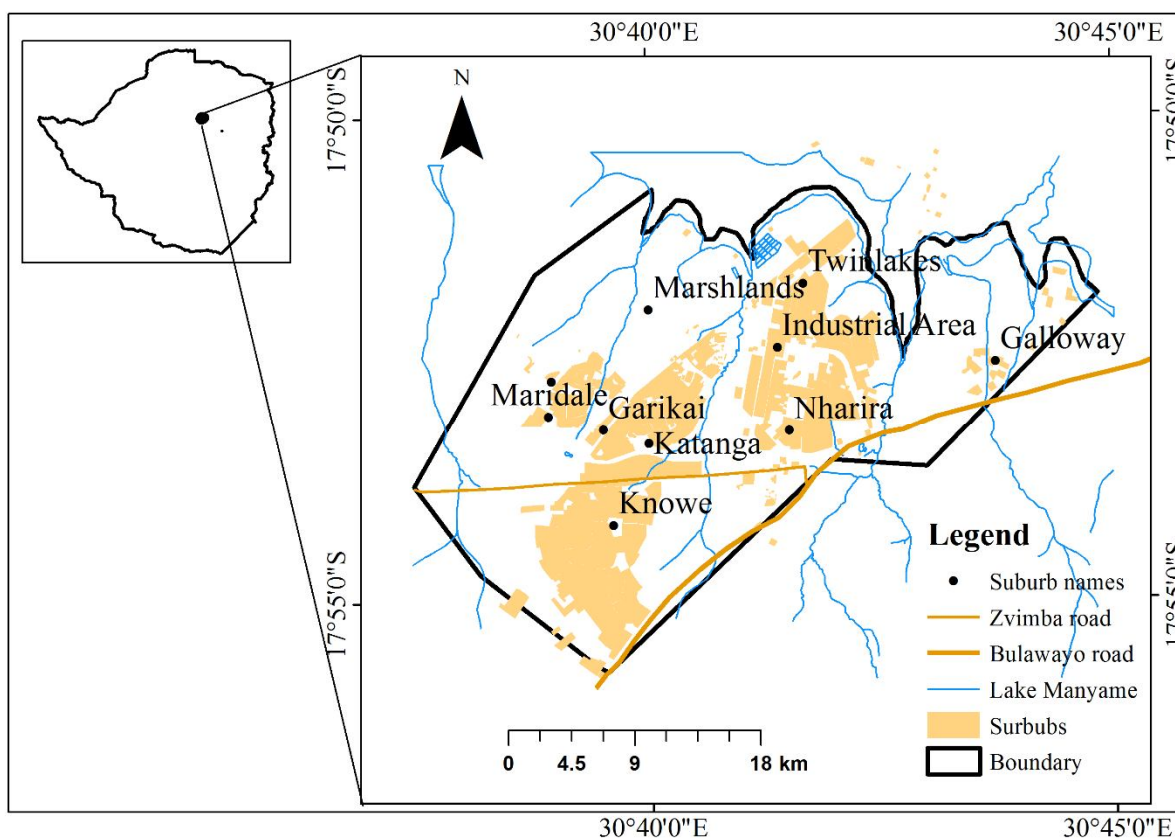 30°40'0"E
30°45'0"E
17°50'0"S
17°50'0"S
N
Twinlakes
Marshlands
Industrial Area
Galloway
Maridale
Garikai
Nharira
Katanga
Knowe
Legend
Suburb names
Zvimba road
Bulawayo road
Lake Manyame
Surbubs
Boundary
17°55'0"S
17°55'0"S
0 4.5 9 18 km
30°40'0"E
30°45'0"E